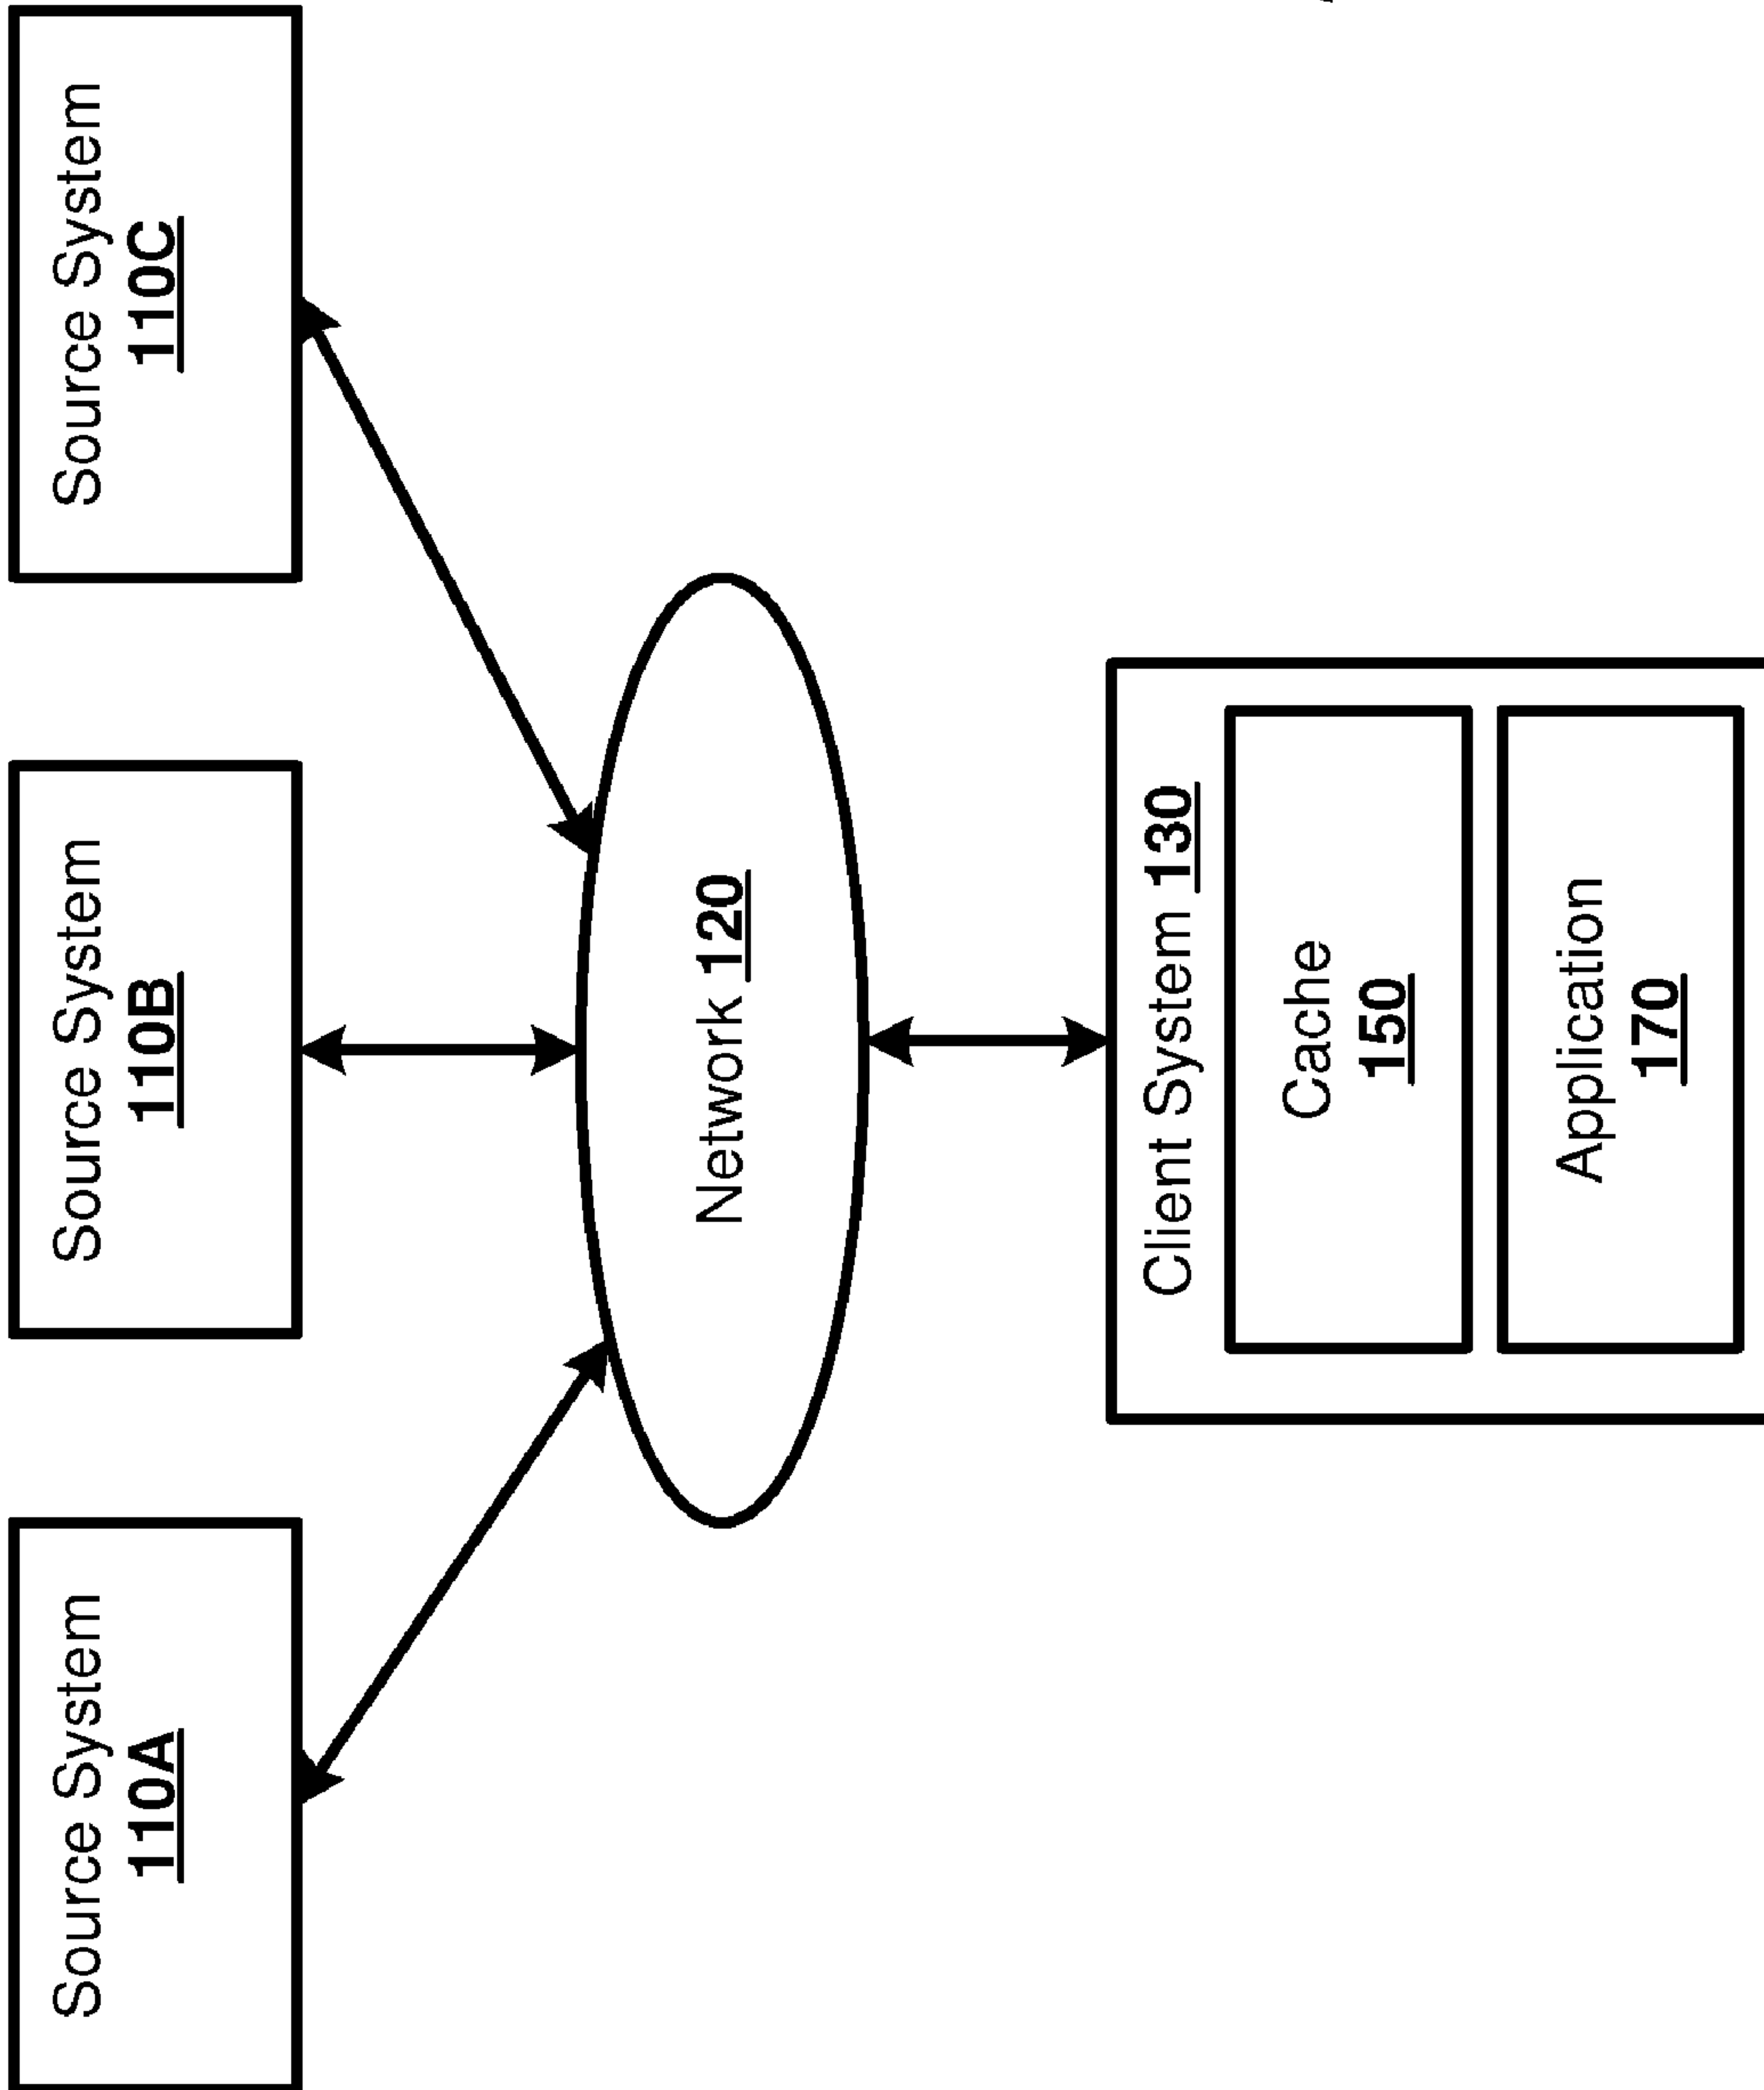 Source System
110A
Source System
110B
Source System
110C
Network 120
Client System 130
Cache
150
Application
170